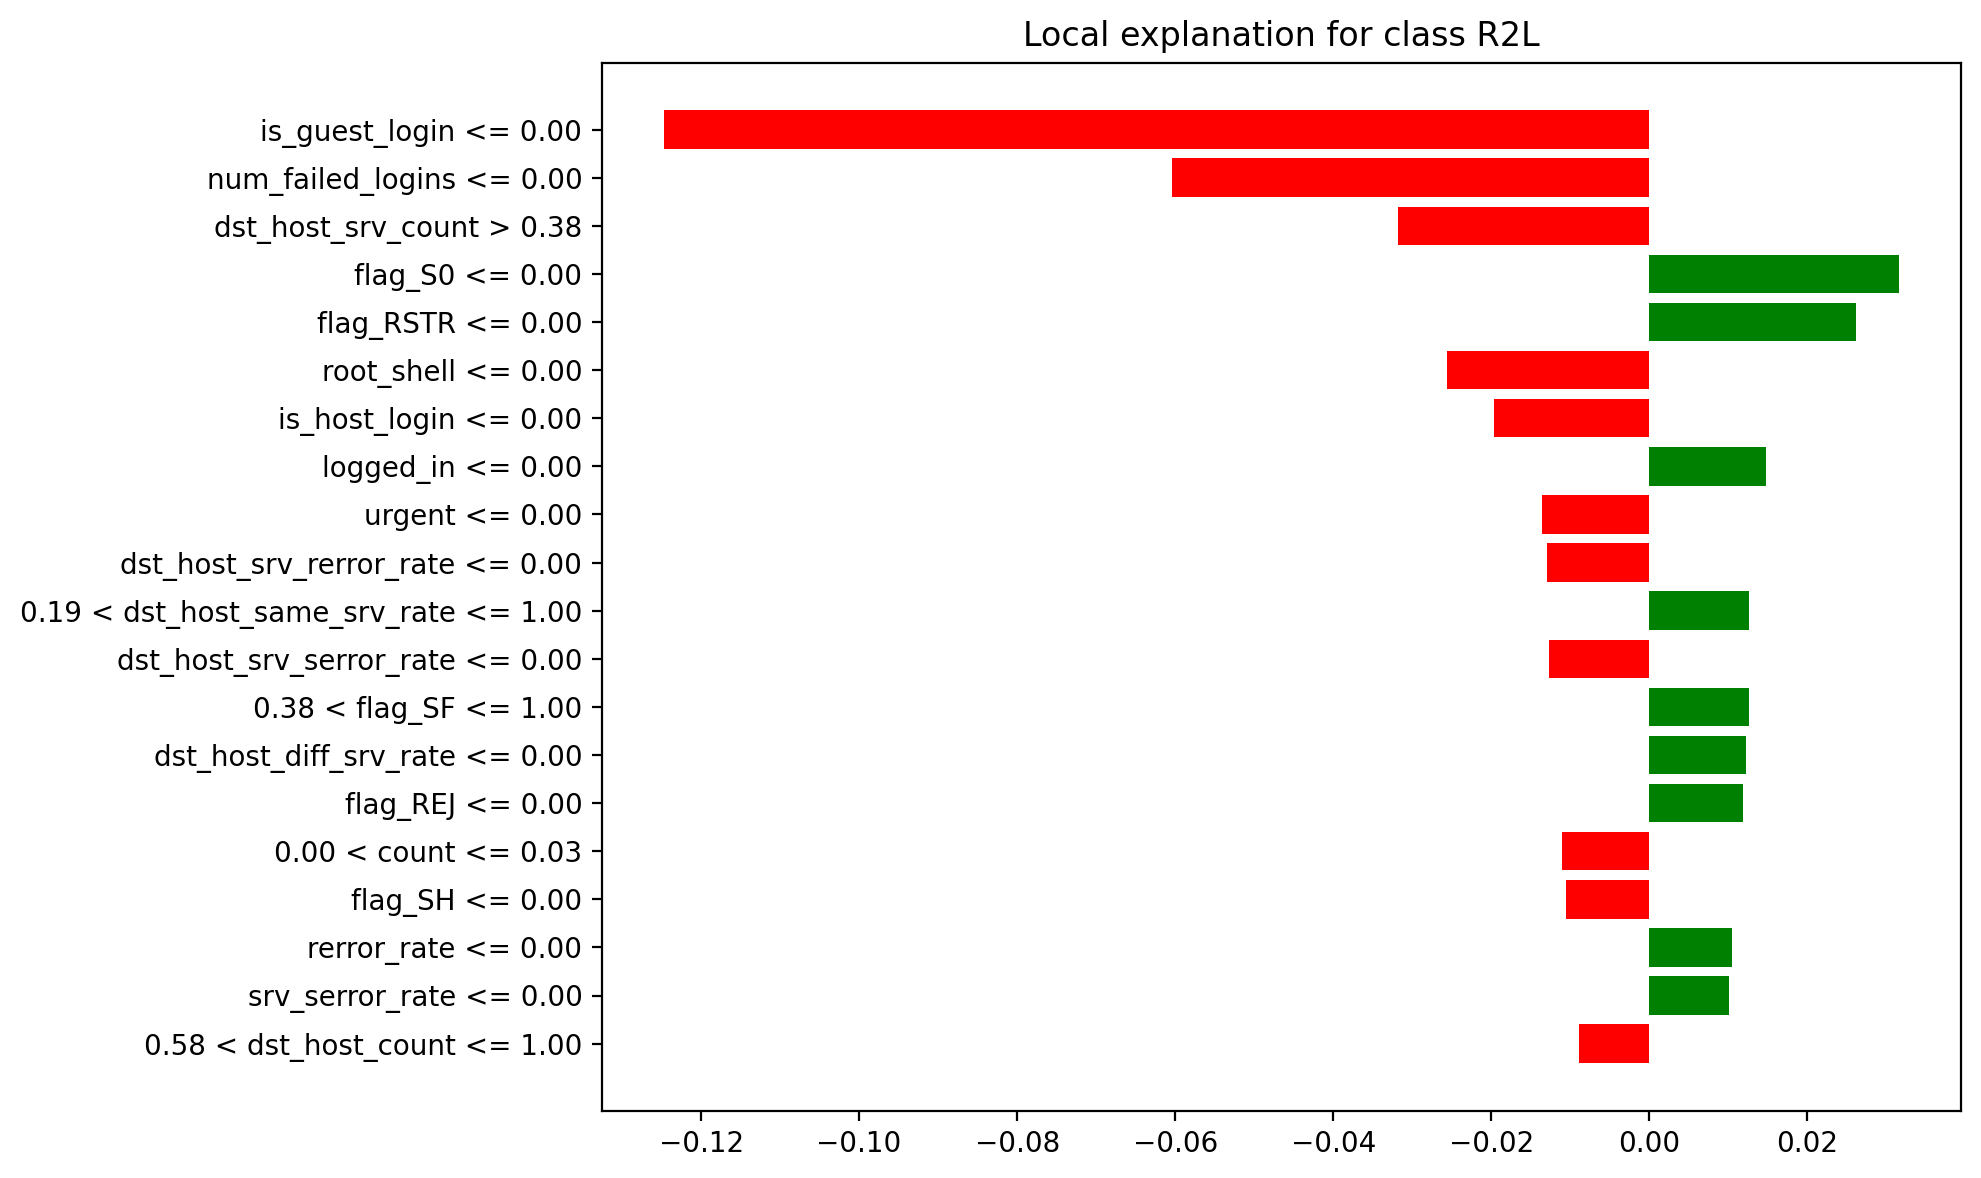 Local explanation for class R2L
is_guest_login <= 0.00
num_failed_logins <= 0.00
dst_host_srv_count > 0.38
flag_S0 <= 0.00
flag_RSTR <= 0.00
root_shell <= 0.00
is_host_login <= 0.00
logged_in <= 0.00
urgent <= 0.00
dst_host_srv_rerror_rate <= 0.00
0.19 < dst_host_same_srv_rate <= 1.00
dst_host_srv_serror_rate <= 0.00
0.38 < flag_SF <= 1.00
dst_host_diff_srv_rate <= 0.00
flag_REJ <= 0.00
0.00 < count <= 0.03
flag_SH <= 0.00
rerror_rate <= 0.00
srv_serror_rate <= 0.00
0.58 < dst_host_count <= 1.00
−0.12 −0.10 −0.08 −0.06 −0.04 −0.02 0.00 0.02